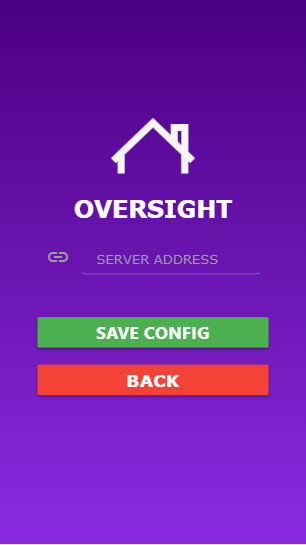 OVERSIGHT
SERVER ADDRESS
SAVE CONFIG
BACK